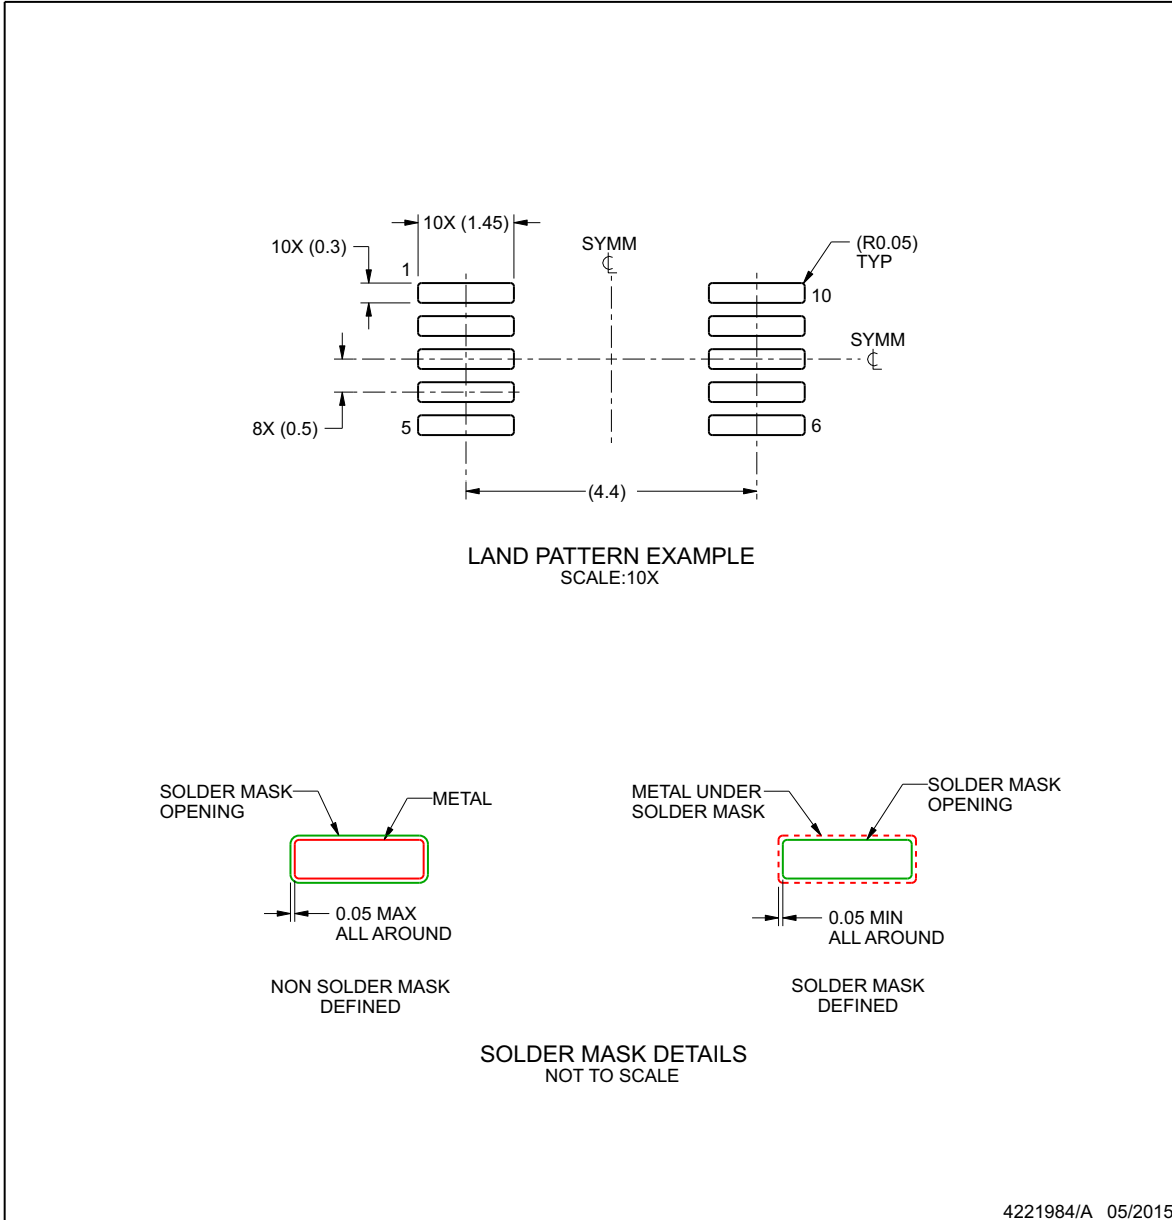 10X (1.45)
10X (0.3)
SYMM
(R0.05)
TYP
1
10
SYMM
8X (0.5)
5
6
(4.4)
LAND PATTERN EXAMPLE
SCALE:10X
SOLDER MASK
OPENING
METAL
METAL UNDER
SOLDER MASK
SOLDER MASK
OPENING
0.05 MAX
ALL AROUND
0.05 MIN
ALL AROUND
NON SOLDER MASK
DEFINED
SOLDER MASK
DEFINED
SOLDER MASK DETAILS
NOT TO SCALE
4221984/A 05/2015